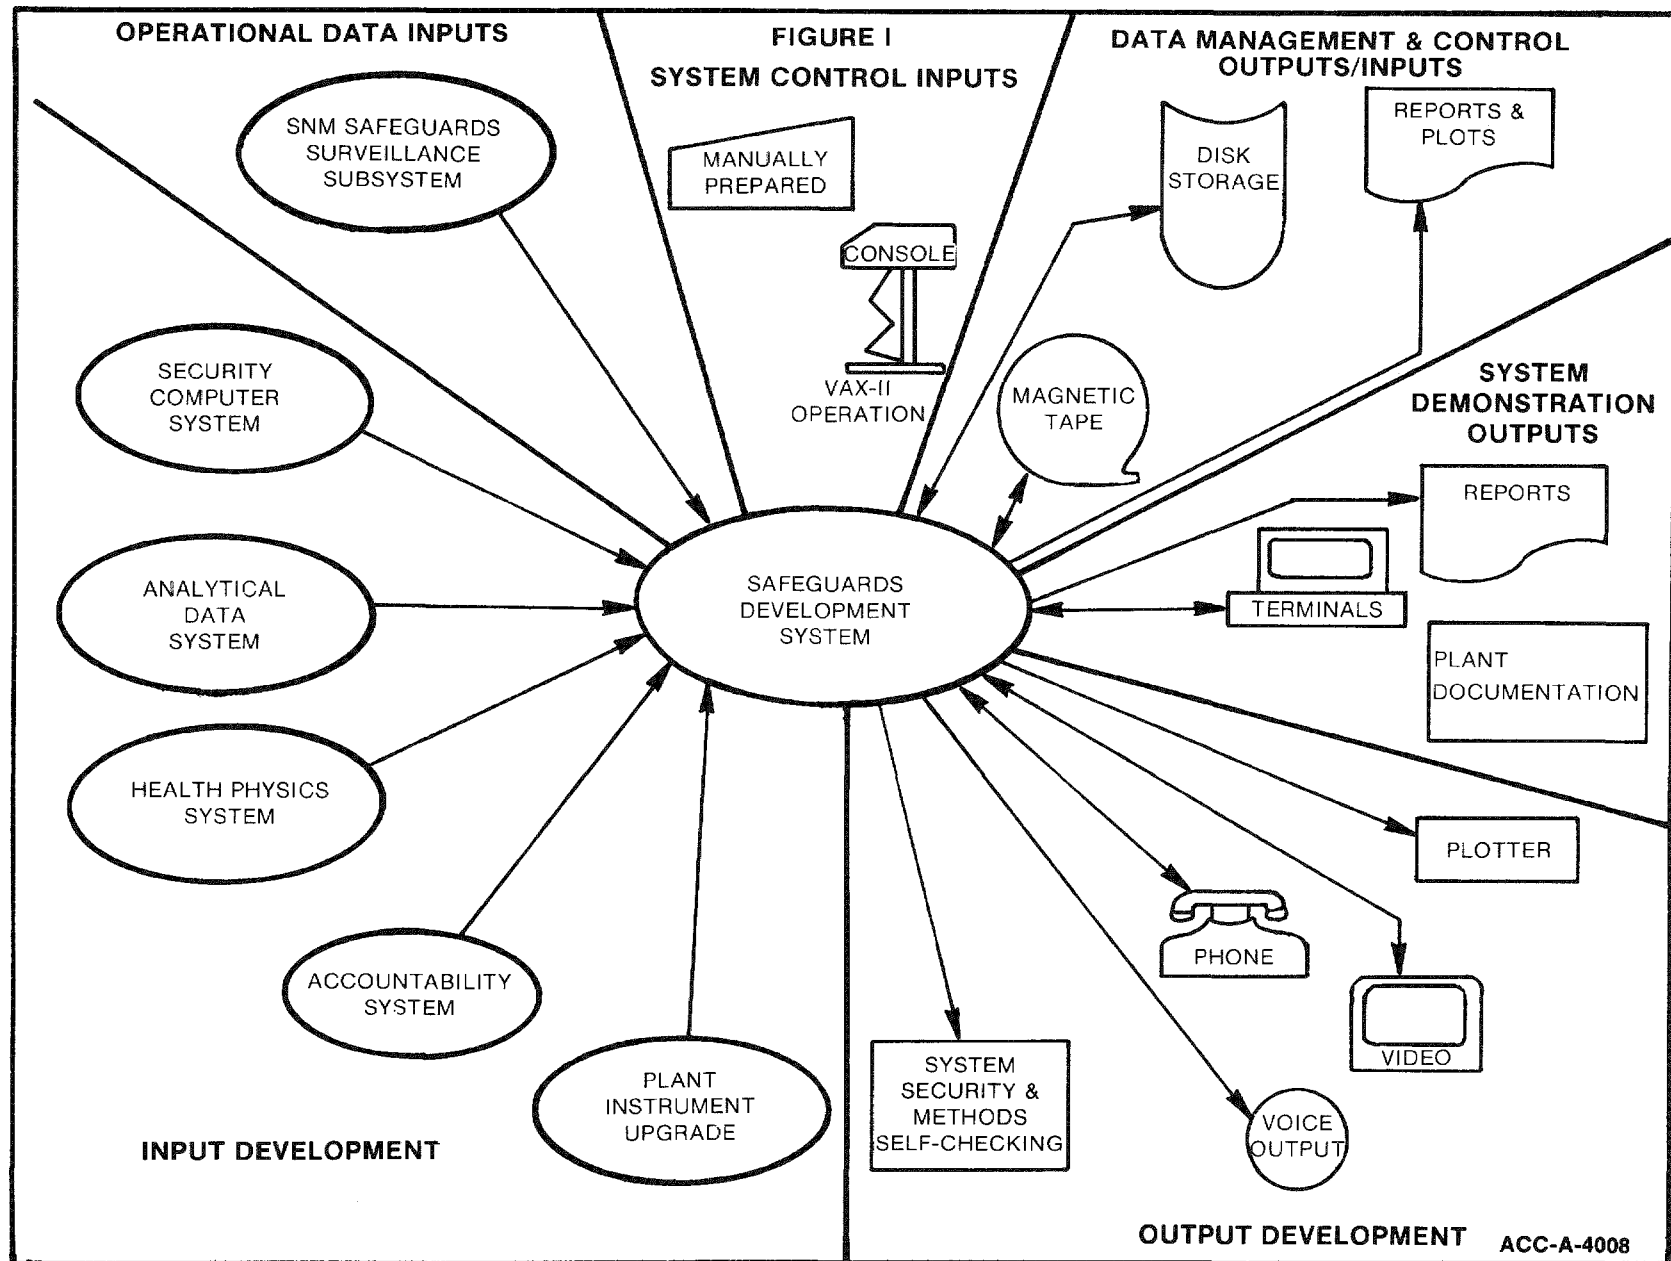 OPERATIONAL DATA INPUTS
SNM SAFEGUARDS
SURVEILLANCE
SUBSYSTEM
FIGURE I
SYSTEM CONTROL INPUTS
MANUALLY
PREPARED
CONSOLE
VAX-II
OPERATION
DATA MANAGEMENT & CONTROL
OUTPUTS/INPUTS
DISK
STORAGE
REPORTS &
PLOTS
MAGNETIC
TAPE
SYSTEM
DEMONSTRATION
OUTPUTS
REPORTS
TERMINALS
PLANT
DOCUMENTATION
SECURITY
COMPUTER
SYSTEM
ANALYTICAL
DATA
SYSTEM
HEALTH PHYSICS
SYSTEM
ACCOUNTABILITY
SYSTEM
PLANT
INSTRUMENT
UPGRADE
INPUT DEVELOPMENT
SAFEGUARDS
DEVELOPMENT
SYSTEM
PLOTTER
PHONE
VIDEO
SYSTEM
SECURITY &
METHODS
SELF-CHECKING
VOICE
OUTPUT
OUTPUT DEVELOPMENT
ACC-A-4008